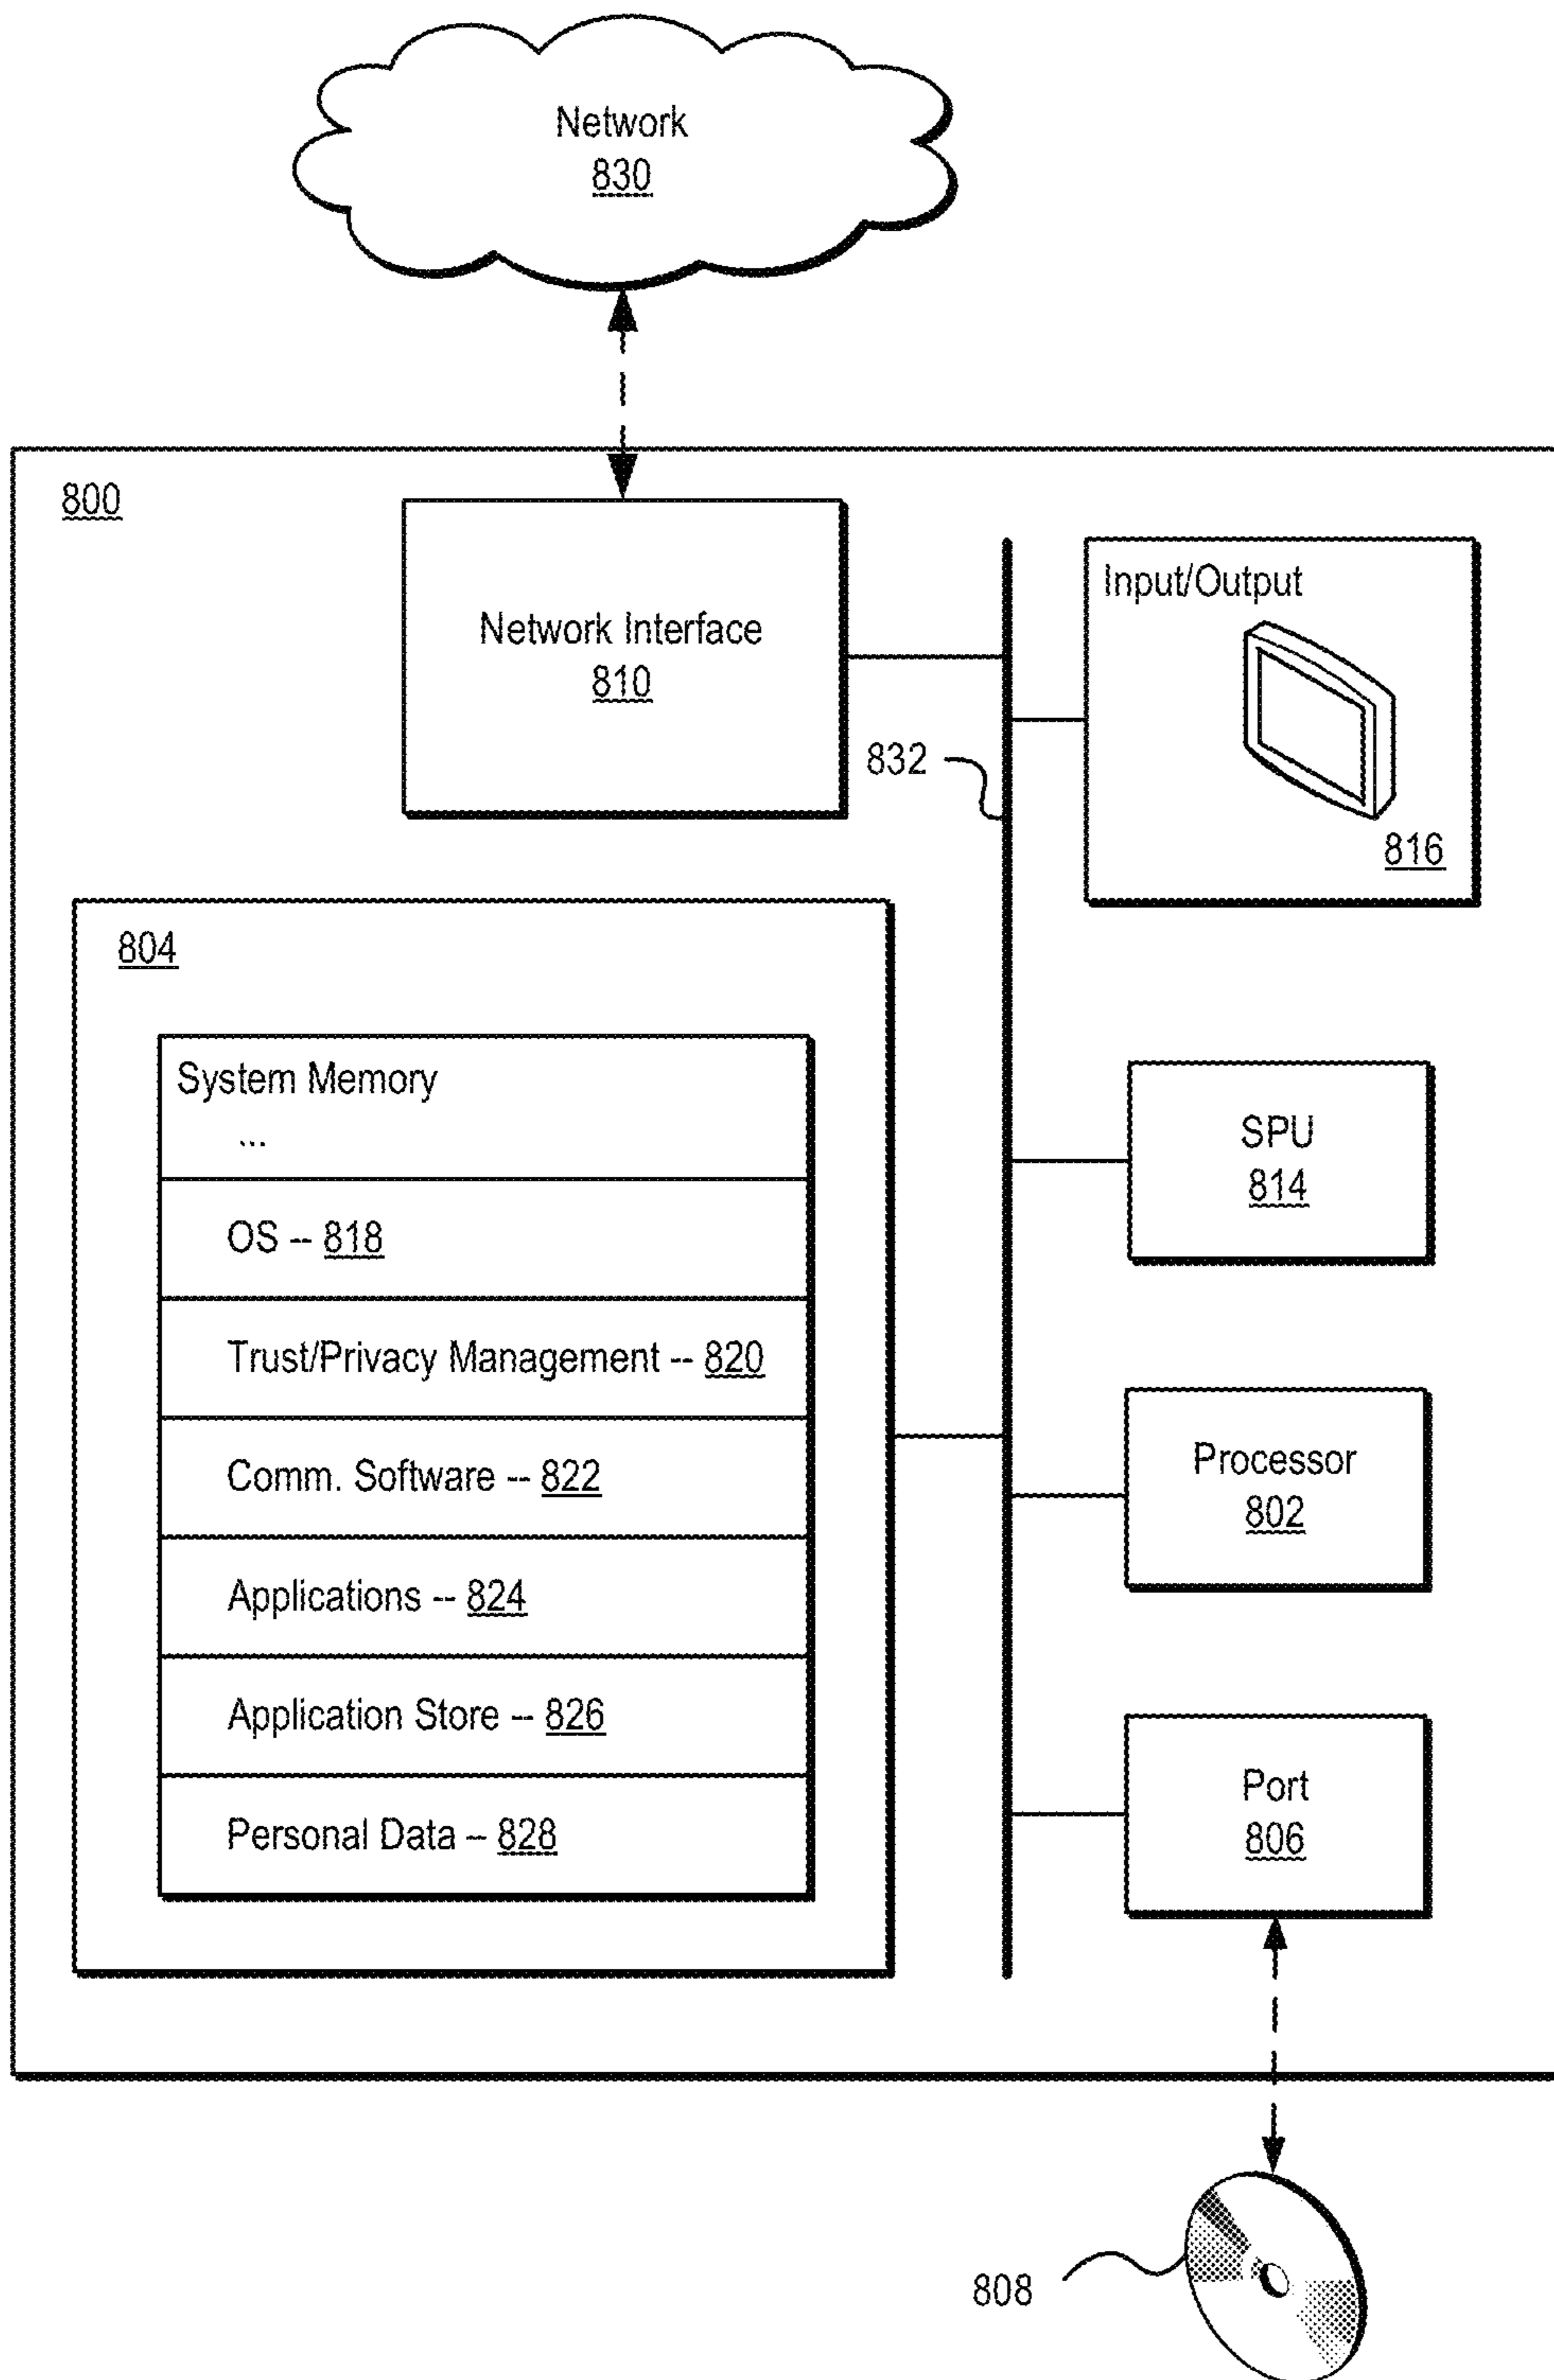 Network
830
800
Network Interface
810
Input/Output
816
832
804
System Memory
...
OS -- 818
Trust/Privacy Management -- 820
Comm. Software -- 822
Applications -- 824
Application Store -- 826
Personal Data -- 828
SPU
814
Processor
802
Port
806
808